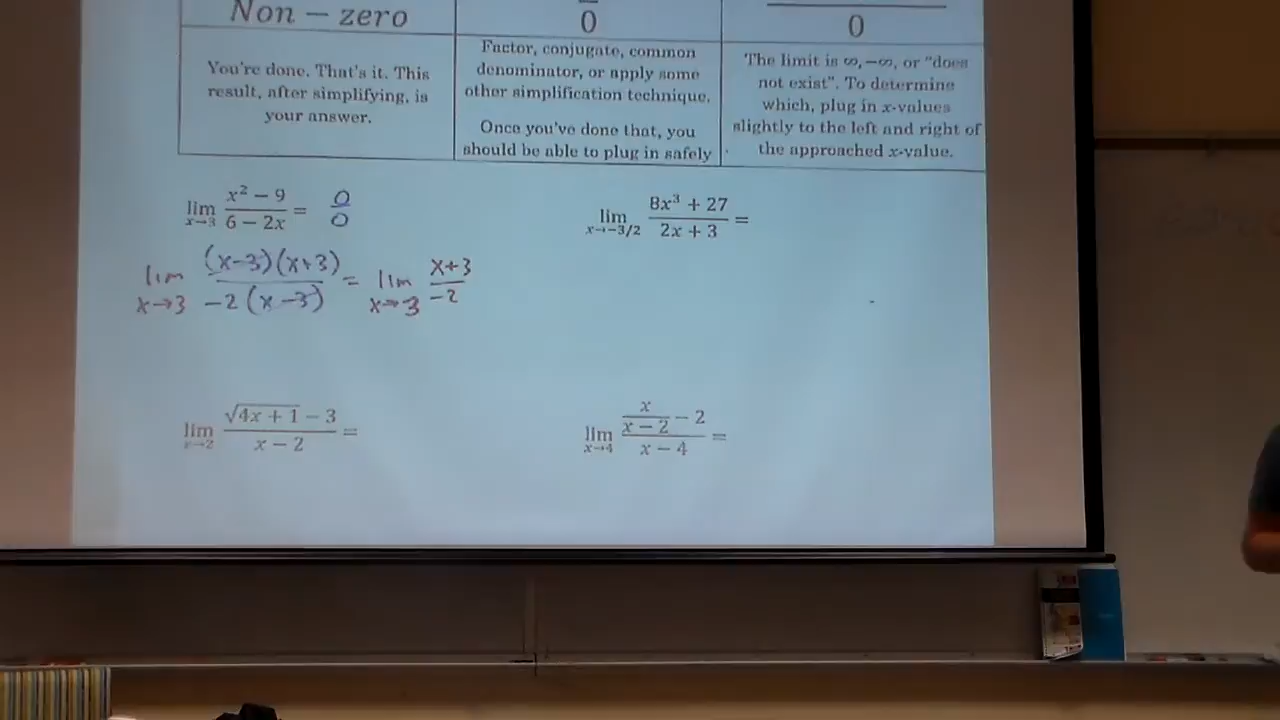 Non − zero
0
0
You're done. That's it. This
result, after simplifying, is
your answer.
Factor, conjugate, common
denominator, or apply some
other simplification technique.
Once you've done that, you
should be able to plug in safely
The limit is ∞, −∞, or "does
not exist". To determine
which, plug in x-values
slightly to the left and right of
the approached x-value.
lim x→3 (x² − 9)/(6 − 2x) = 0/0
lim x→3 (x−3)(x+3)/−2(x−3) = lim x→3 (x+3)/−2
lim x→−3/2 (8x³ + 27)/(2x + 3) =
lim x→2 (√(4x + 1) − 3)/(x − 2) =
lim x→4 (x/(x − 2) − 2)/(x − 4) =